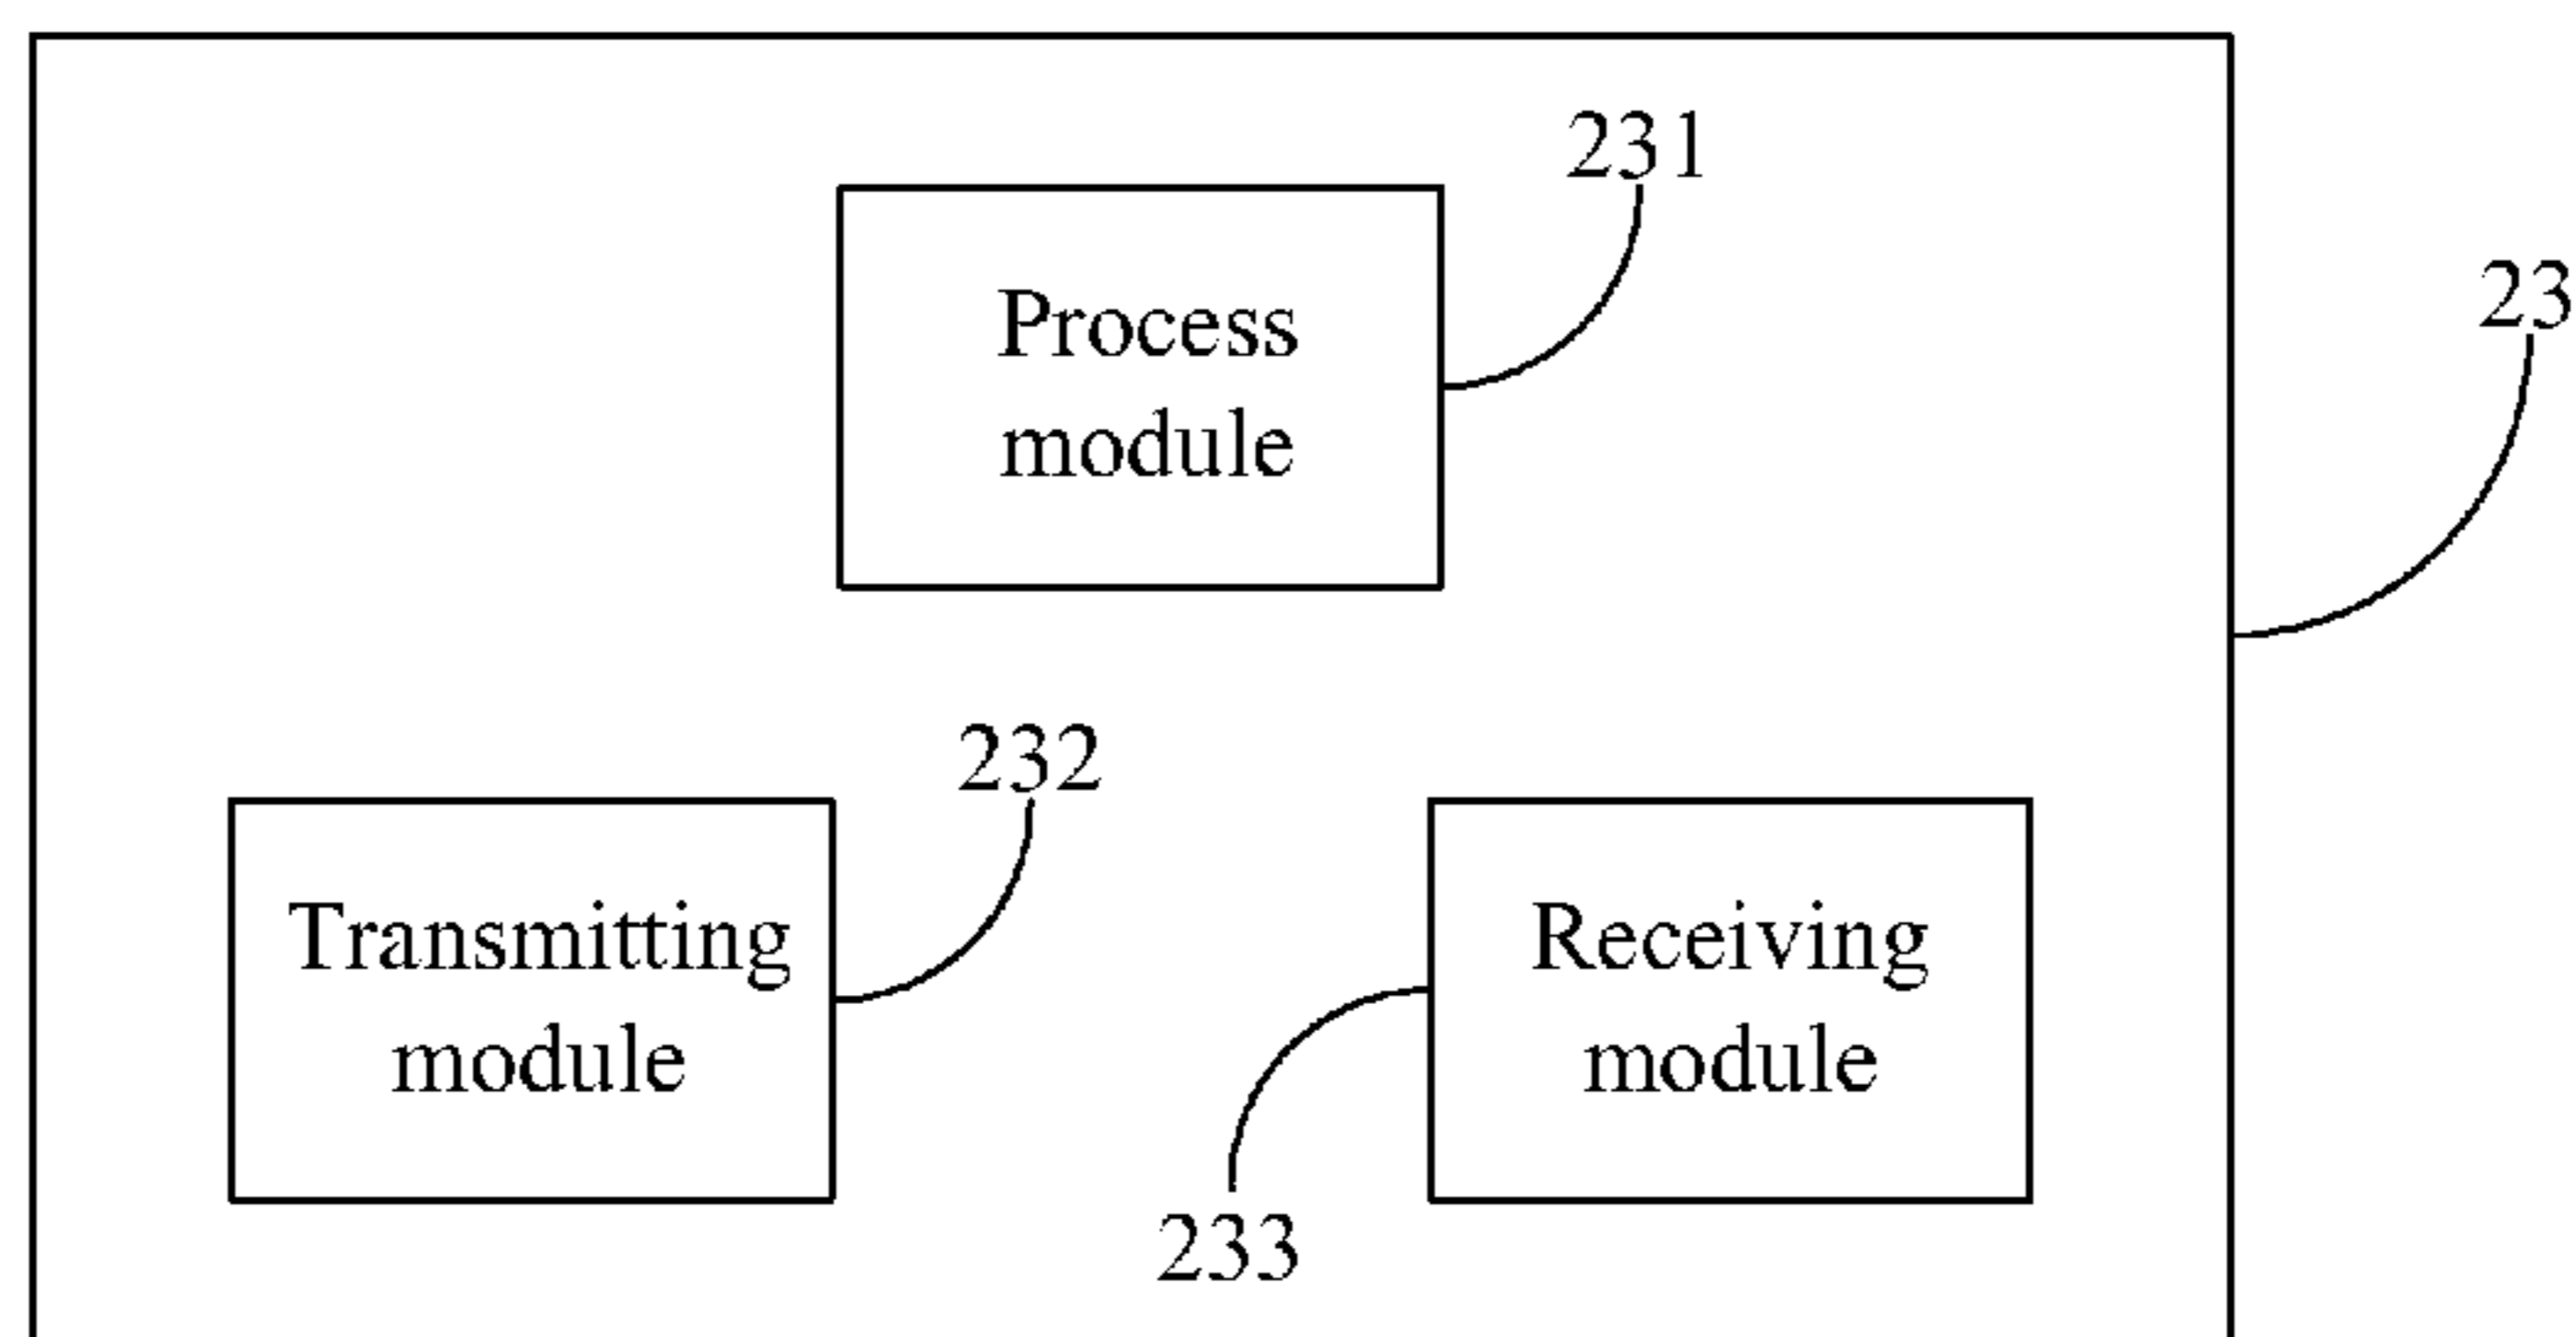 231
Process
module
23
232
Transmitting
module
Receiving
module
233